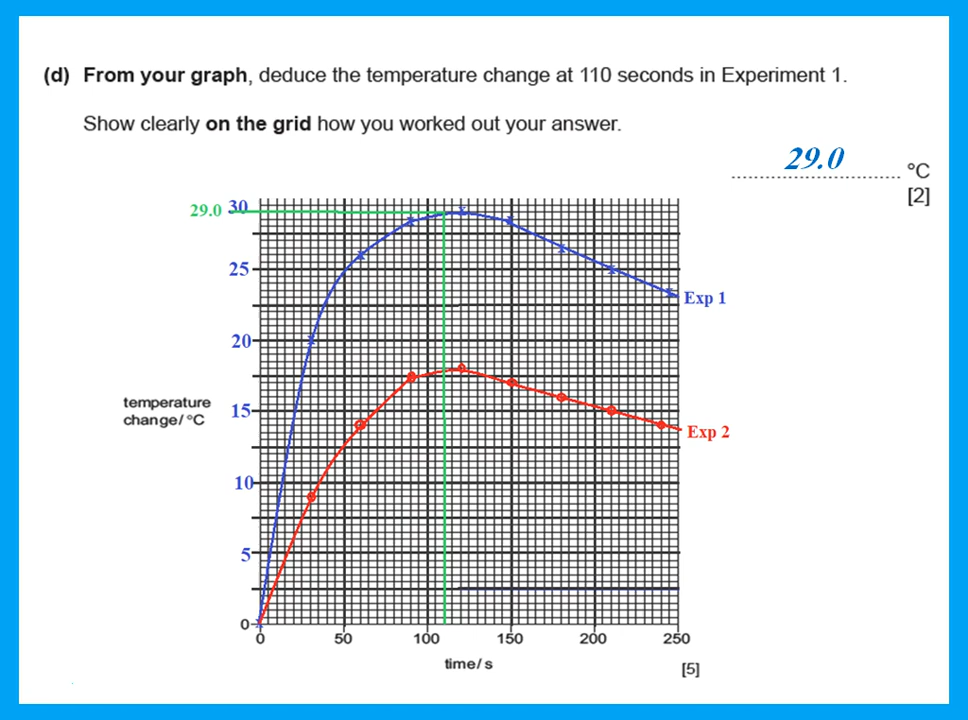 (d) From your graph, deduce the temperature change at 110 seconds in Experiment 1.
Show clearly on the grid how you worked out your answer.
29.0
°C
[2]
29.0 30
25
Exp 1
20
temperature
change/ °C
15
Exp 2
10
5
0
0 50 100 150 200 250
time/ s
[5]